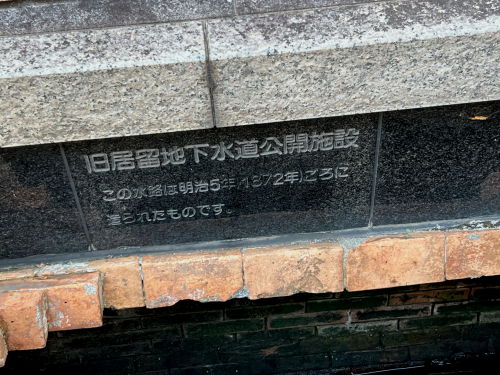 旧居留地下水道公開施設
この水路は明治5年(1872年)ごろに
造られたものです。